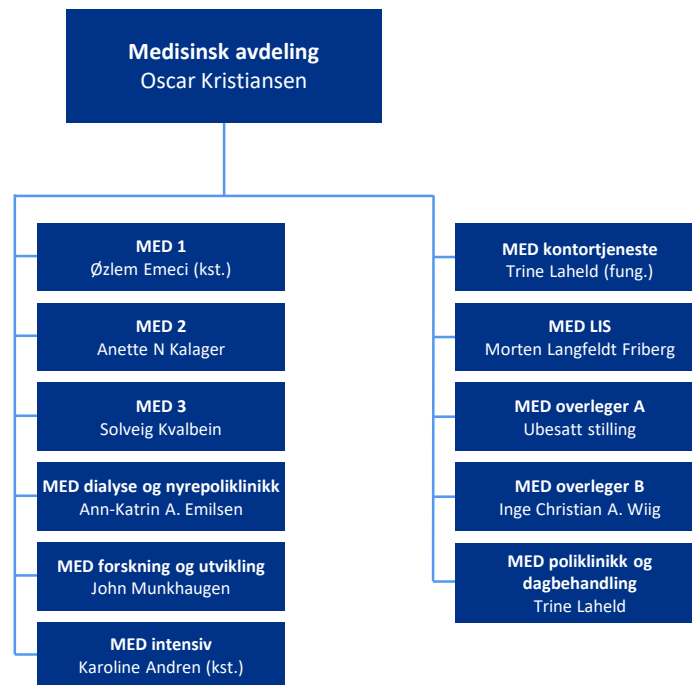 Medisinsk avdeling
Oscar Kristiansen
MED 1
Øzlem Emeci (kst.)
MED 2
Anette N Kalager
MED 3
Solveig Kvalbein
MED dialyse og nyrepoliklinikk
Ann-Katrin A. Emilsen
MED forskning og utvikling
John Munkhaugen
MED intensiv
Karoline Andren (kst.)
MED kontortjeneste
Trine Laheld (fung.)
MED LIS
Morten Langfeldt Friberg
MED overleger A
Ubesatt stilling
MED overleger B
Inge Christian A. Wiig
MED poliklinikk og
dagbehandling
Trine Laheld